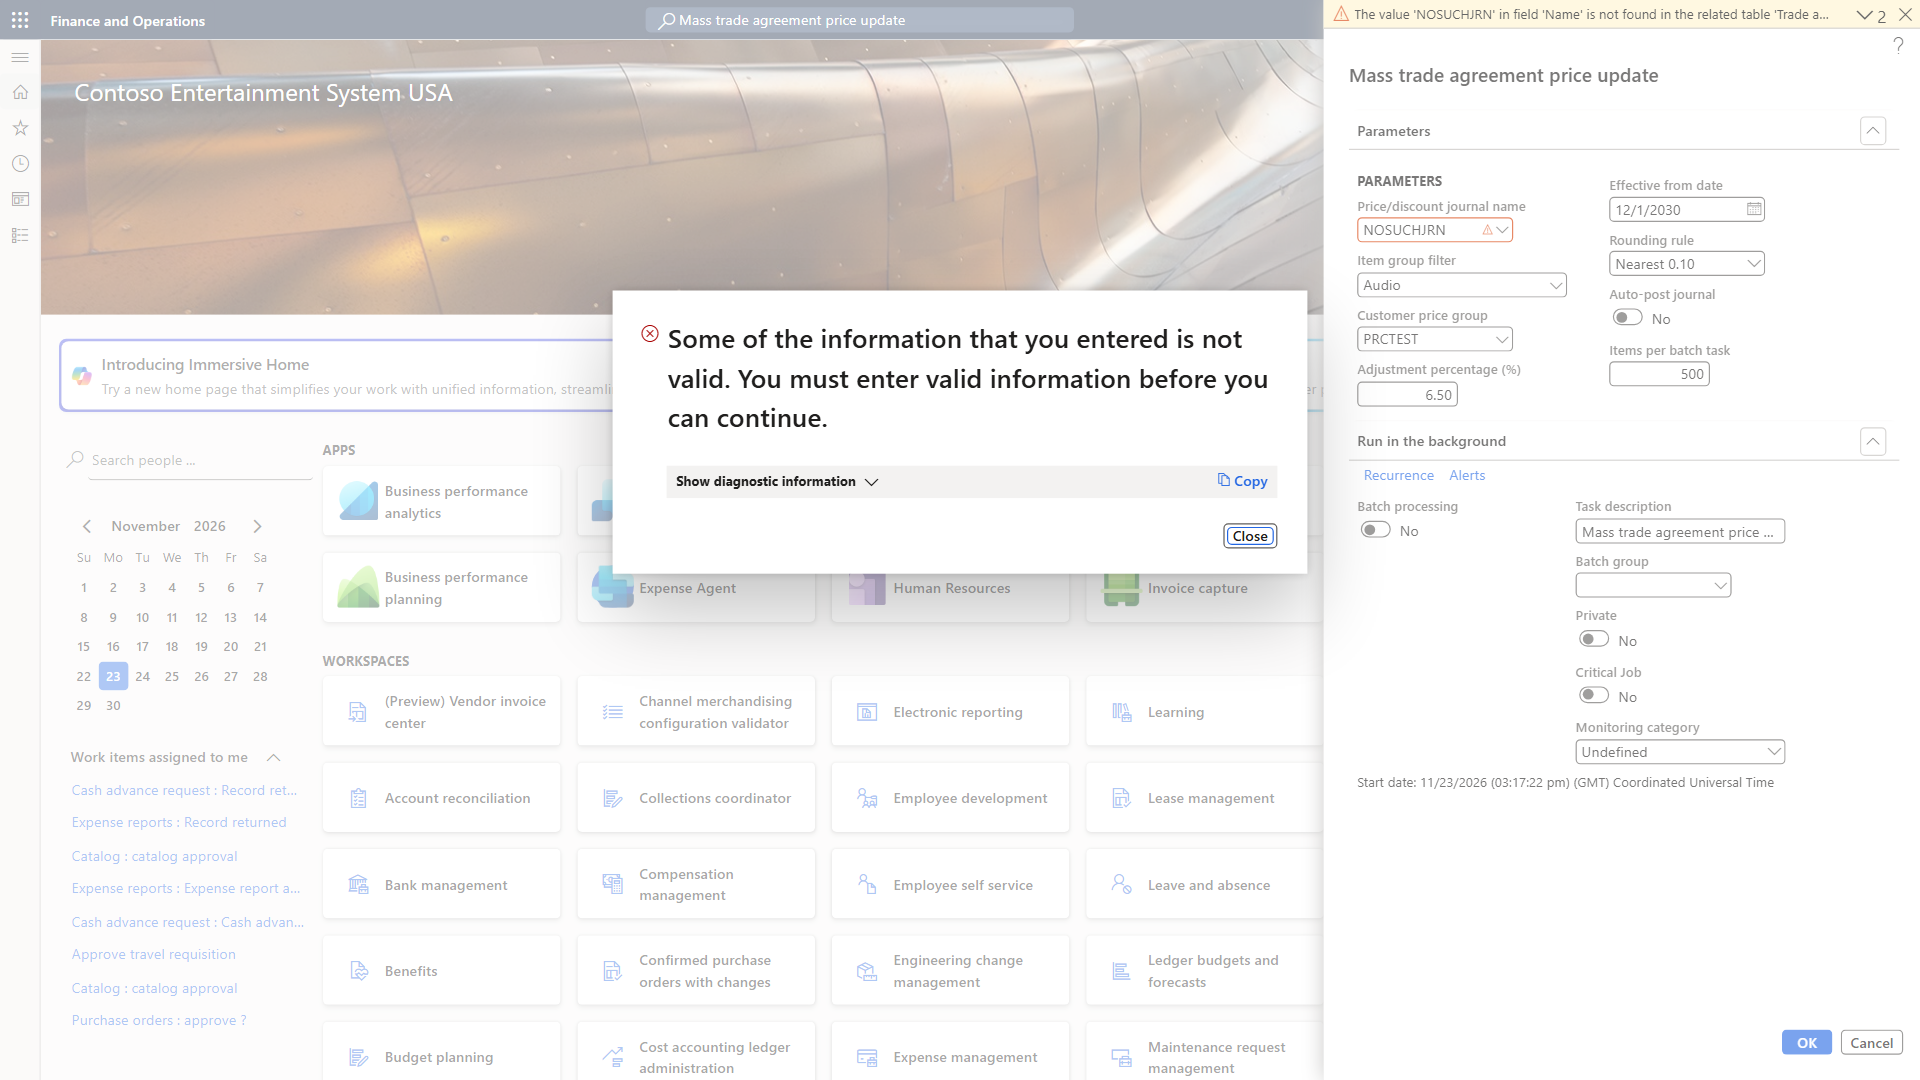 Finance and Operations
Mass trade agreement price update
The value 'NOSUCHJRN' in field 'Name' is not found in the related table 'Trade a...
2
?
Contoso Entertainment System USA
Mass trade agreement price update
Parameters
PARAMETERS
Price/discount journal name
NOSUCHJRN
Item group filter
Audio
Customer price group
PRCTEST
Adjustment percentage (%)
6.50
Effective from date
12/1/2030
Rounding rule
Nearest 0.10
Auto-post journal
No
Items per batch task
500
Run in the background
Recurrence Alerts
Batch processing
No
Task description
Mass trade agreement price ...
Batch group
Private
No
Critical Job
No
Monitoring category
Undefined
Start date: 11/23/2026 (03:17:22 pm) (GMT) Coordinated Universal Time
OK
Cancel
Some of the information that you entered is not
valid. You must enter valid information before you
can continue.
Show diagnostic information
Copy
Close
Introducing Immersive Home
Try a new home page that simplifies your work with unified information,
Search people ...
November 2026
Su Mo Tu We Th Fr Sa
1 2 3 4 5 6 7
8 9 10 11 12 13 14
15 16 17 18 19 20 21
22 23 24 25 26 27 28
29 30
Work items assigned to me
Cash advance request : Record ret...
Expense reports : Record returned
Catalog : catalog approval
Expense reports : Expense report a...
Cash advance request : Cash advan...
Approve travel requisition
Catalog : catalog approval
Purchase orders : approve ?
APPS
Business performance
analytics
Business performance
planning
Expense Agent
Human Resources
Invoice capture
WORKSPACES
(Preview) Vendor invoice
center
Channel merchandising
configuration validator
Electronic reporting
Learning
Account reconciliation
Collections coordinator
Employee development
Lease management
Bank management
Compensation
management
Employee self service
Leave and absence
Benefits
Confirmed purchase
orders with changes
Engineering change
management
Ledger budgets and
forecasts
Budget planning
Cost accounting ledger
administration
Expense management
Maintenance request
management